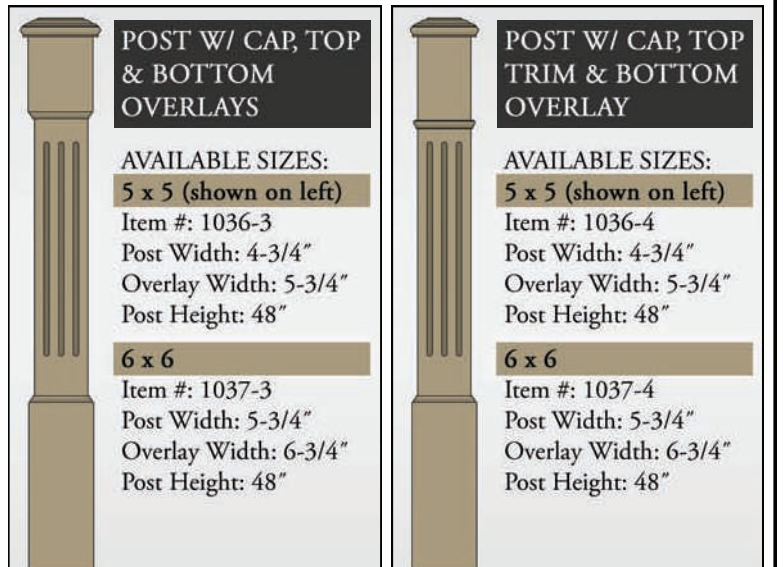 POST W/ CAP, TOP
& BOTTOM
OVERLAYS
AVAILABLE SIZES:
5 x 5 (shown on left)
Item #: 1036-3
Post Width: 4-3/4″
Overlay Width: 5-3/4″
Post Height: 48″
6 x 6
Item #: 1037-3
Post Width: 5-3/4″
Overlay Width: 6-3/4″
Post Height: 48″
POST W/ CAP, TOP
TRIM & BOTTOM
OVERLAY
AVAILABLE SIZES:
5 x 5 (shown on left)
Item #: 1036-4
Post Width: 4-3/4″
Overlay Width: 5-3/4″
Post Height: 48″
6 x 6
Item #: 1037-4
Post Width: 5-3/4″
Overlay Width: 6-3/4″
Post Height: 48″